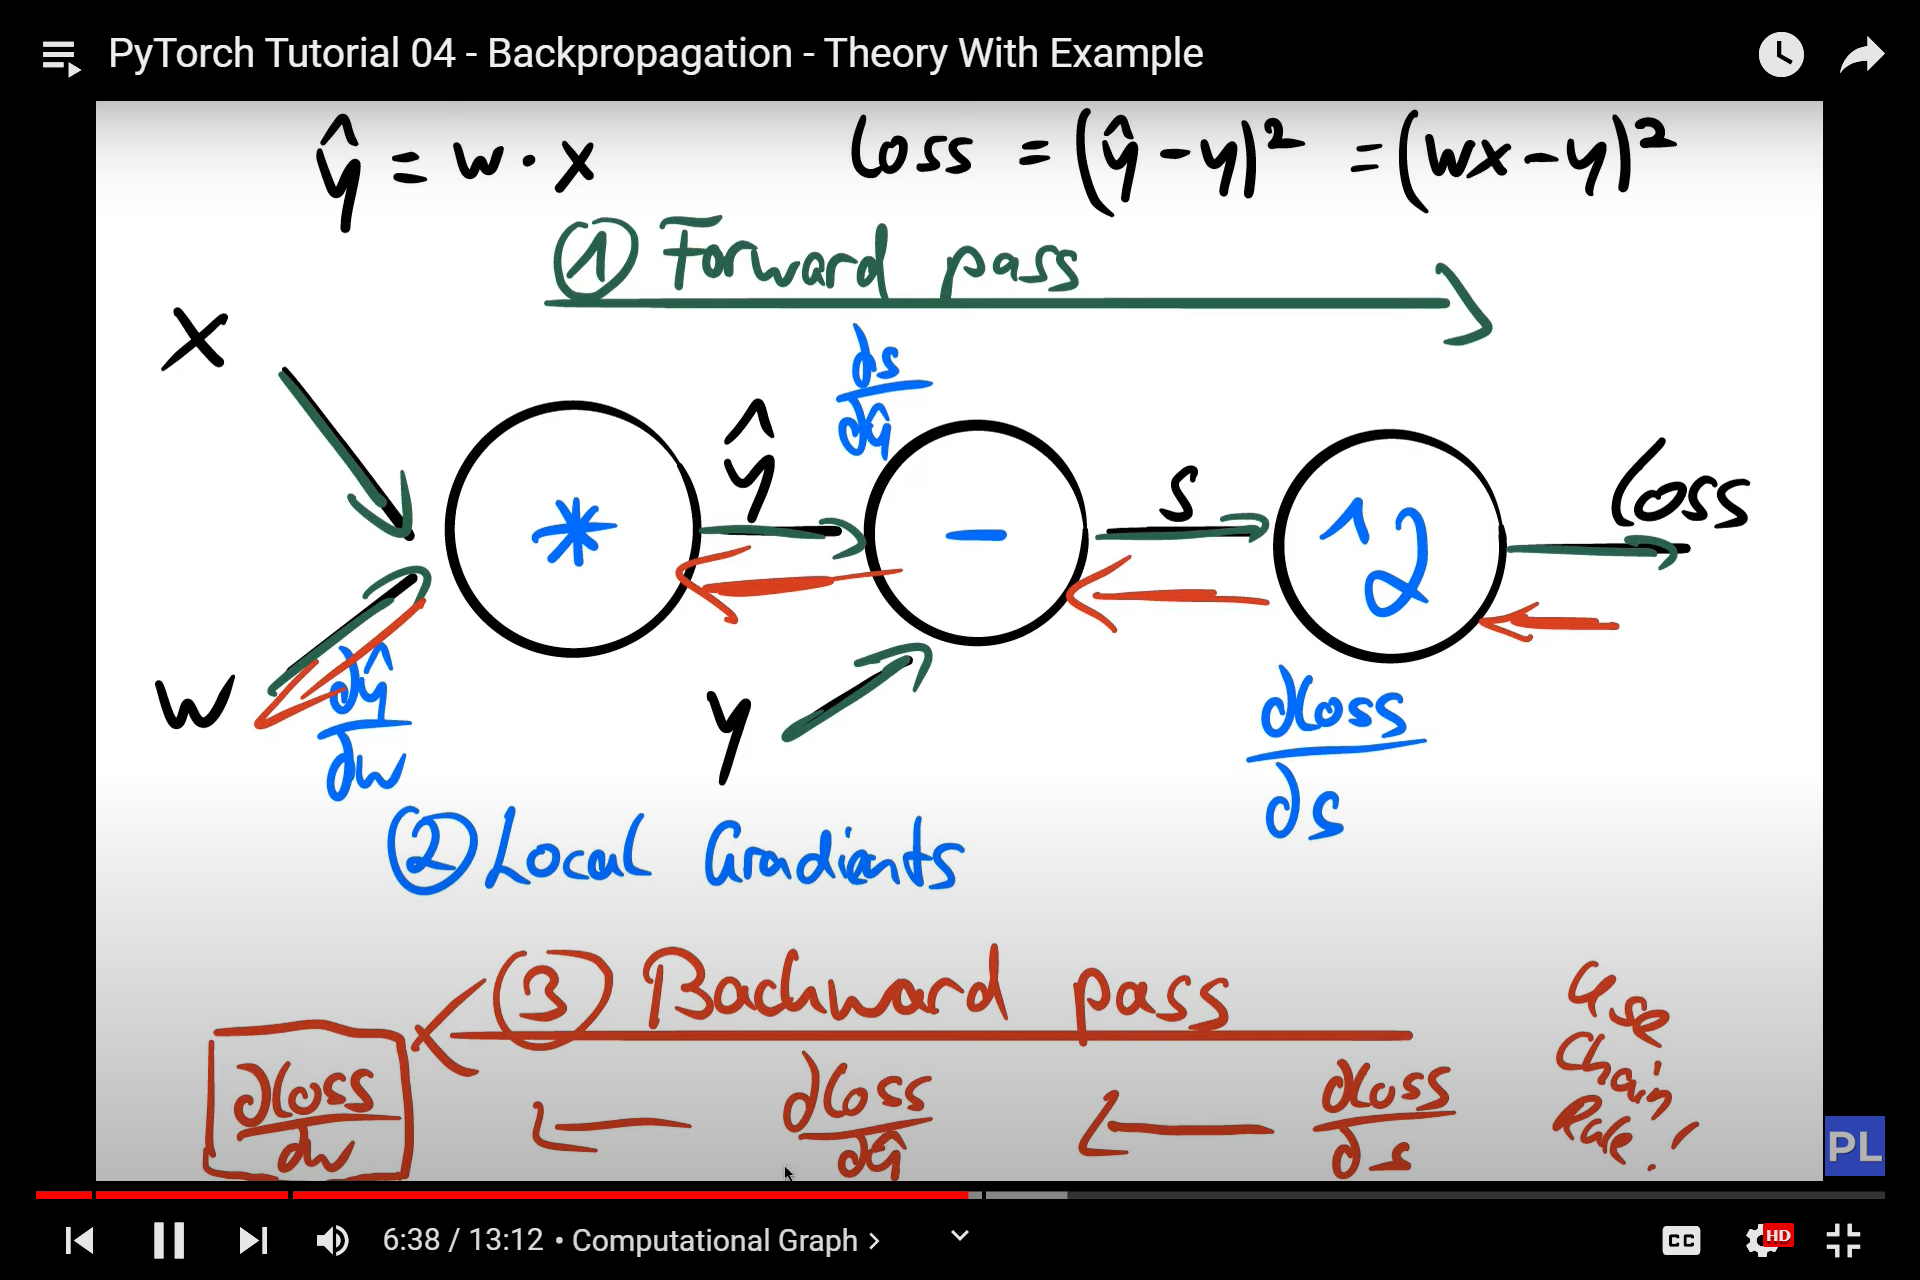 PyTorch Tutorial 04 - Backpropagation - Theory With Example
ŷ = w · x
Loss = (ŷ - y)² = (wx - y)²
① Forward pass
x
ds
dŷ
ŷ
s
Loss
*
-
^2
w
dŷ
dw
y
dLoss
ds
② Local Gradients
③ Backward pass
Use
Chain
Rule!
dLoss
dw
dLoss
dŷ
dLoss
ds
PL
6:38 / 13:12 • Computational Graph ›
CC
HD